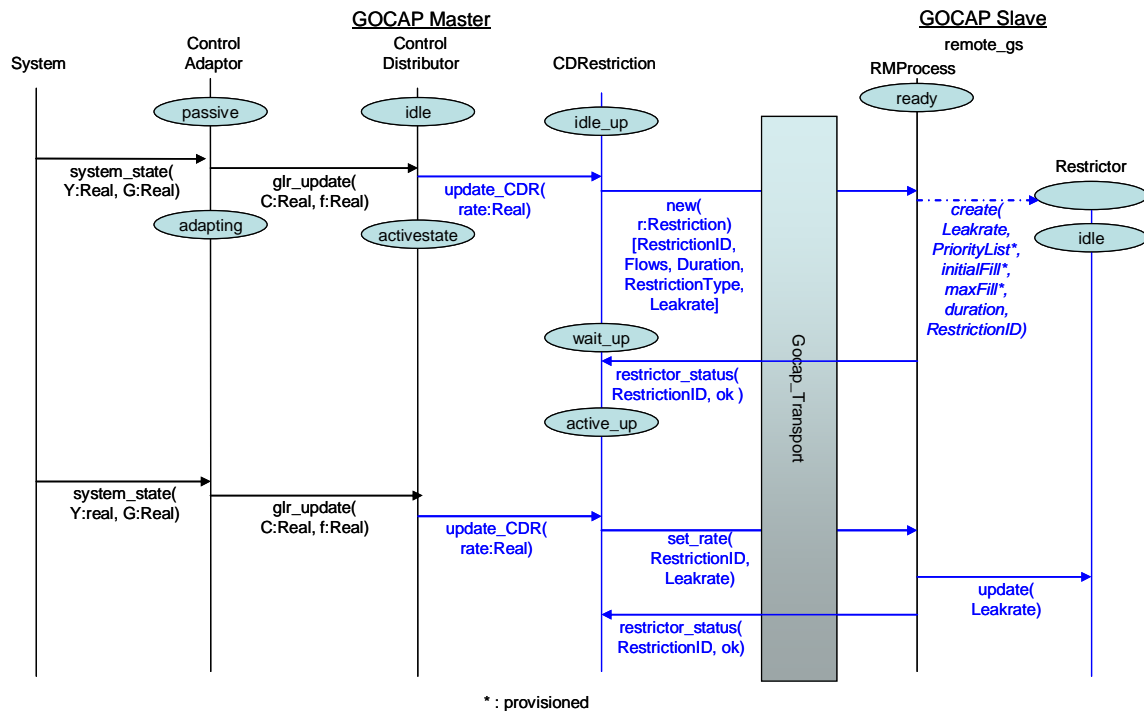 GOCAP Master
GOCAP Slave
remote_gs
System
Control
Adaptor
Control
Distributor
CDRestriction
RMProcess
passive
idle
idle_up
ready
Restrictor
system_state(
Y:Real, G:Real)
glr_update(
C:Real, f:Real)
update_CDR(
rate:Real)
new(
r:Restriction)
[RestrictionID,
Flows, Duration,
RestrictionType,
Leakrate]
create(
Leakrate,
PriorityList*,
initialFill*,
maxFill*,
duration,
RestrictionID)
adapting
activestate
idle
wait_up
restrictor_status(
RestrictionID, ok )
active_up
Gocap_Transport
system_state(
Y:real, G:Real)
glr_update(
C:Real, f:Real)
update_CDR(
rate:Real)
set_rate(
RestrictionID,
Leakrate)
update(
Leakrate)
restrictor_status(
RestrictionID, ok)
* : provisioned